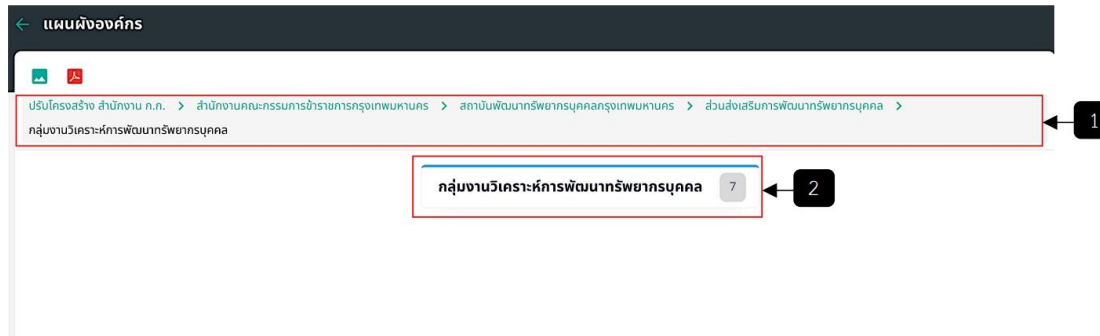 แผนผังองค์กร
ปรับโครงสร้าง สำนักงาน ก.ก. > สำนักงานคณะกรรมการข้าราชการกรุงเทพมหานคร > สถาบันพัฒนาทรัพยากรบุคคลกรุงเทพมหานคร > ส่วนส่งเสริมการพัฒนาทรัพยากรบุคคล >
กลุ่มงานวิเคราะห์การพัฒนาทรัพยากรบุคคล
1
กลุ่มงานวิเคราะห์การพัฒนาทรัพยากรบุคคล 7
2